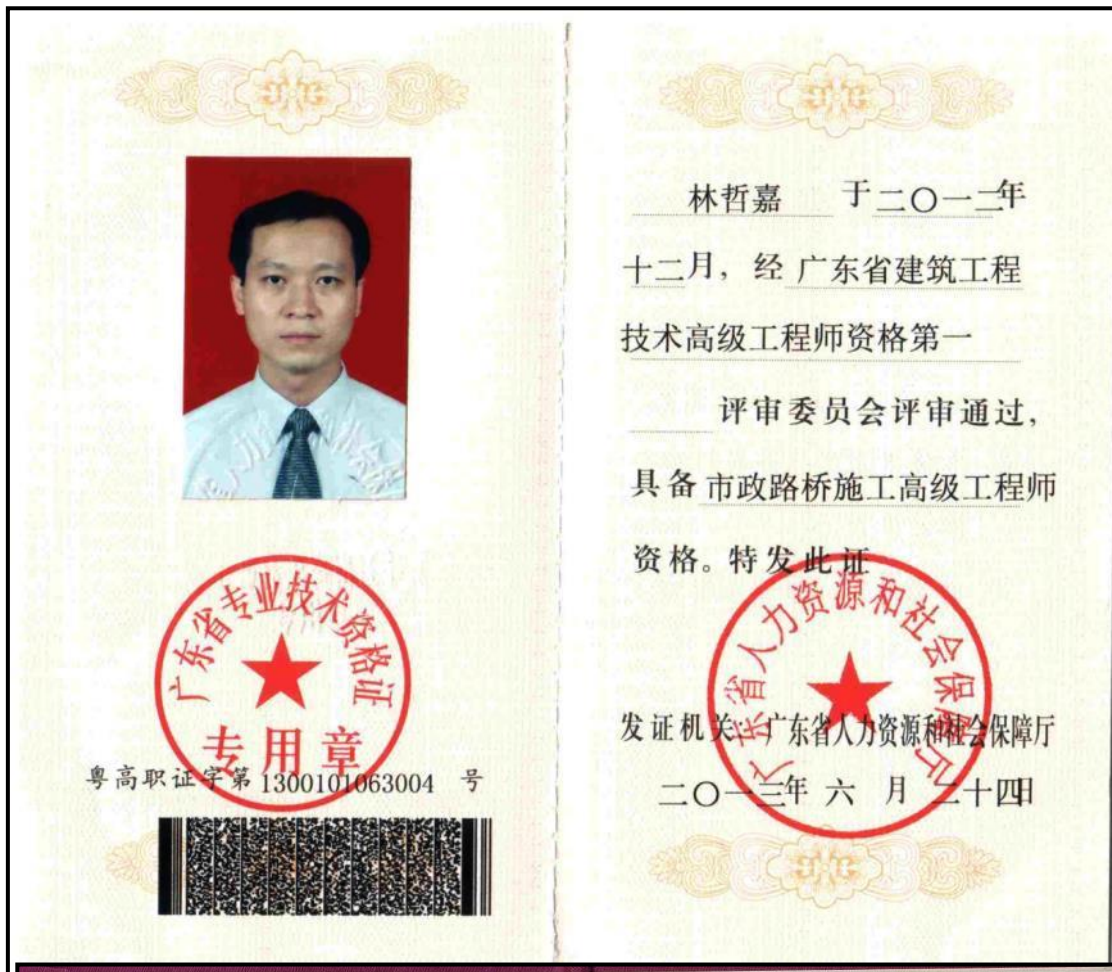 广东省专业技术资格证
专用章
粤高职证字第 1300101063004 号
林哲嘉 于二〇一二年
十二月，经 广东省建筑工程
技术高级工程师资格第一
评审委员会评审通过，
具备 市政路桥施工高级工程师
资格。特发此证
广东省人力资源和社会保障厅
发证机关：广东省人力资源和社会保障厅
二〇一三年 六 月 二十四日